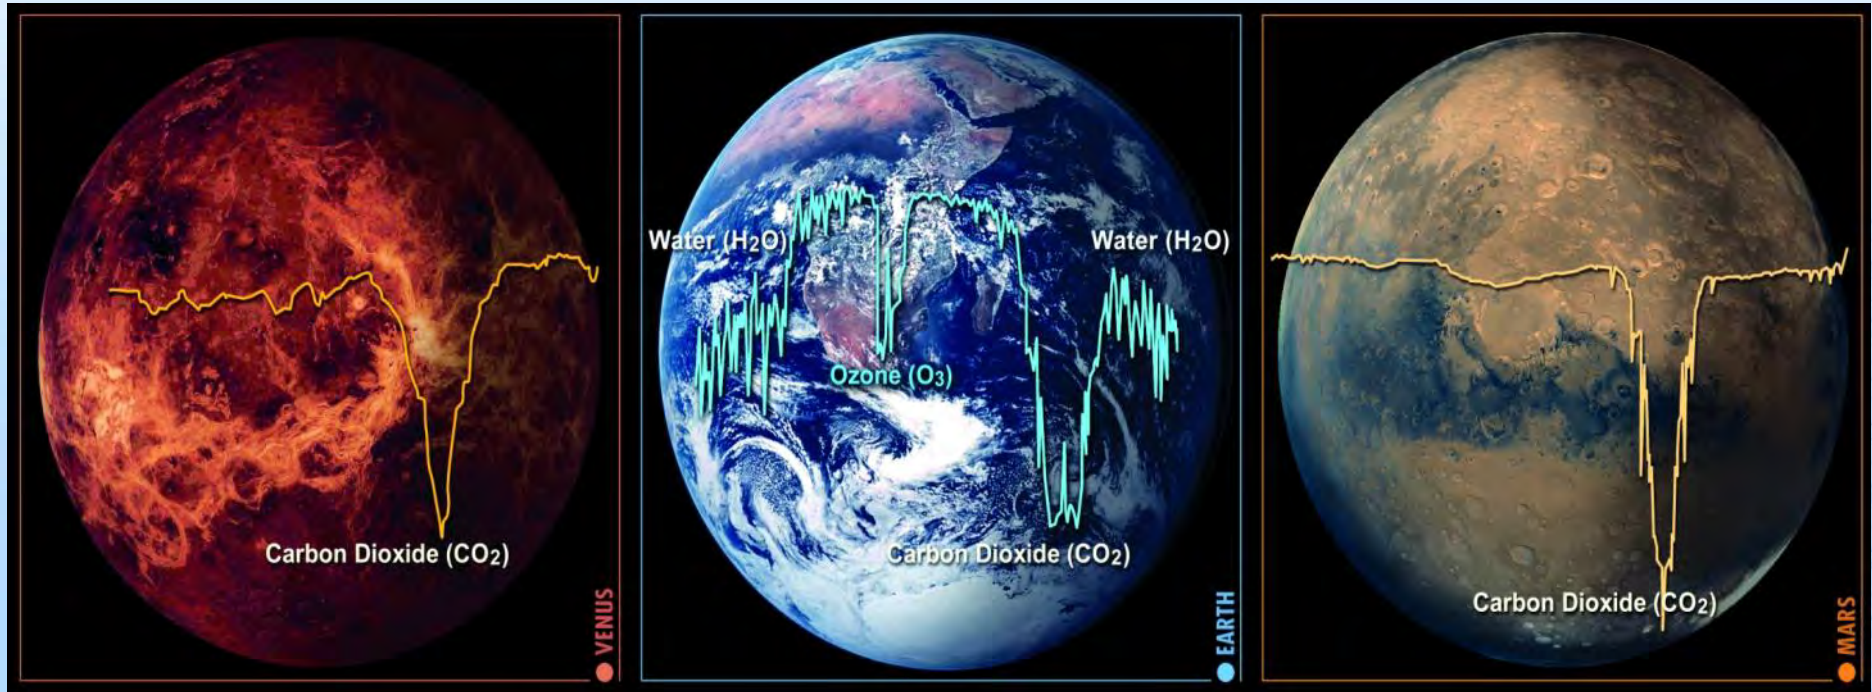 Carbon Dioxide (CO₂)
VENUS
Water (H₂O)
Water (H₂O)
Ozone (O₃)
Carbon Dioxide (CO₂)
EARTH
Carbon Dioxide (CO₂)
MARS